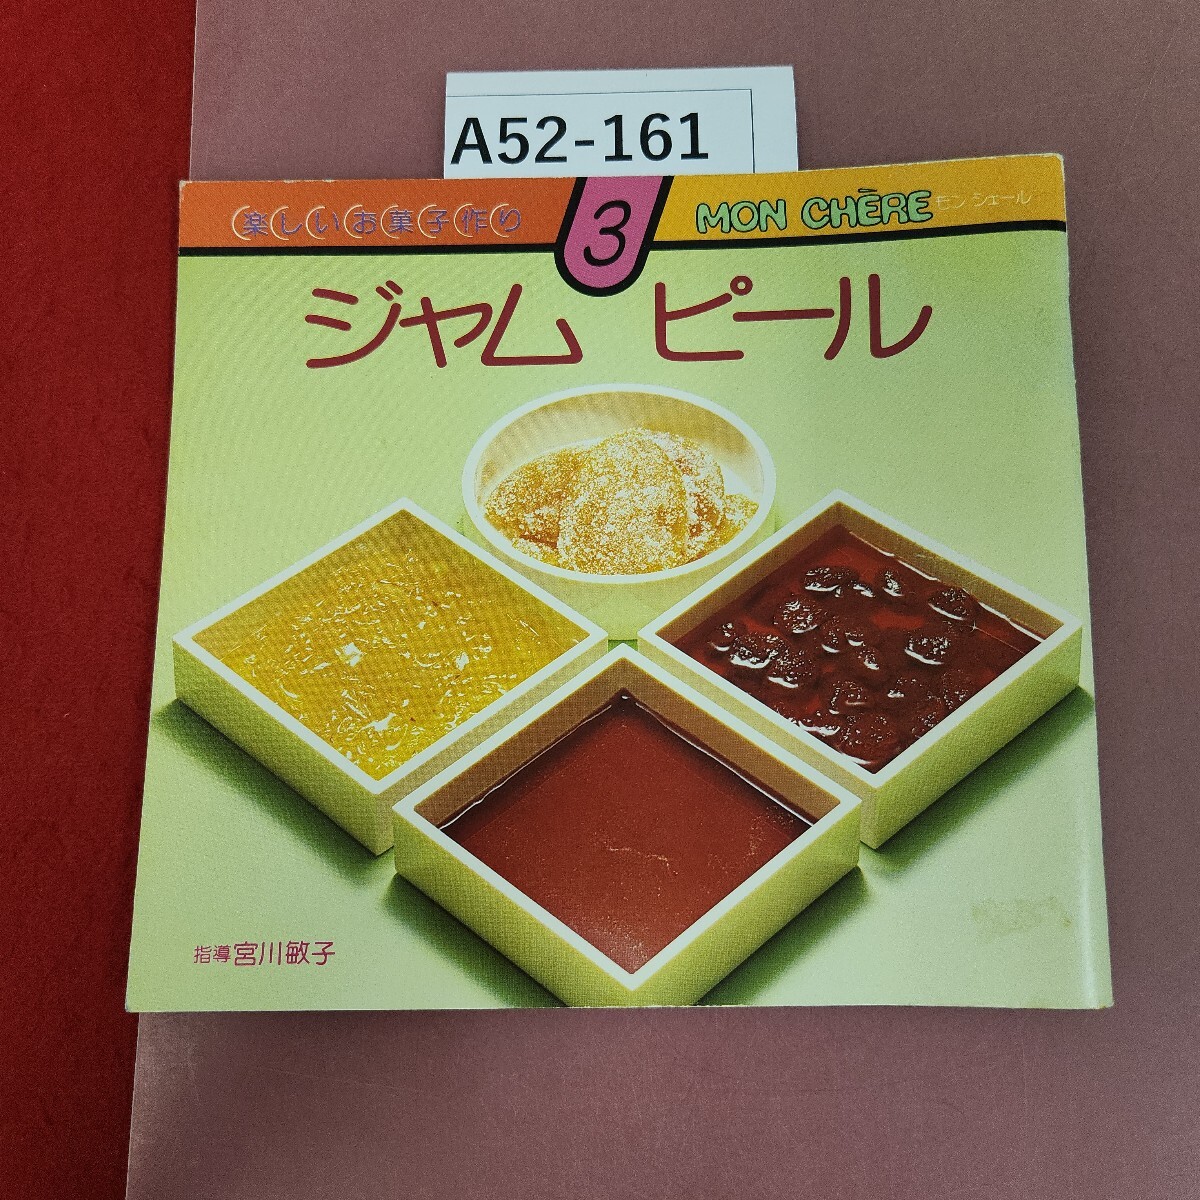 A52-161
楽しいお菓子作り 3 MON CHÈRE モン シェール
ジャム ピール
指導 宮川敏子